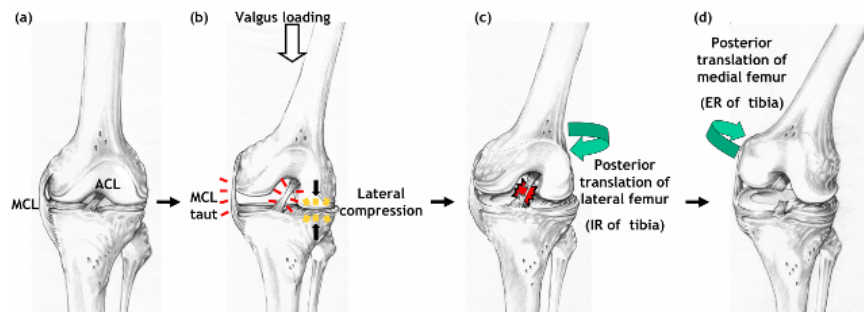 (a)
MCL
ACL
(b)
Valgus loading
MCL
taut
Lateral
compression
(c)
Posterior
translation of
lateral femur
(IR of tibia)
(d)
Posterior
translation of
medial femur
(ER of tibia)